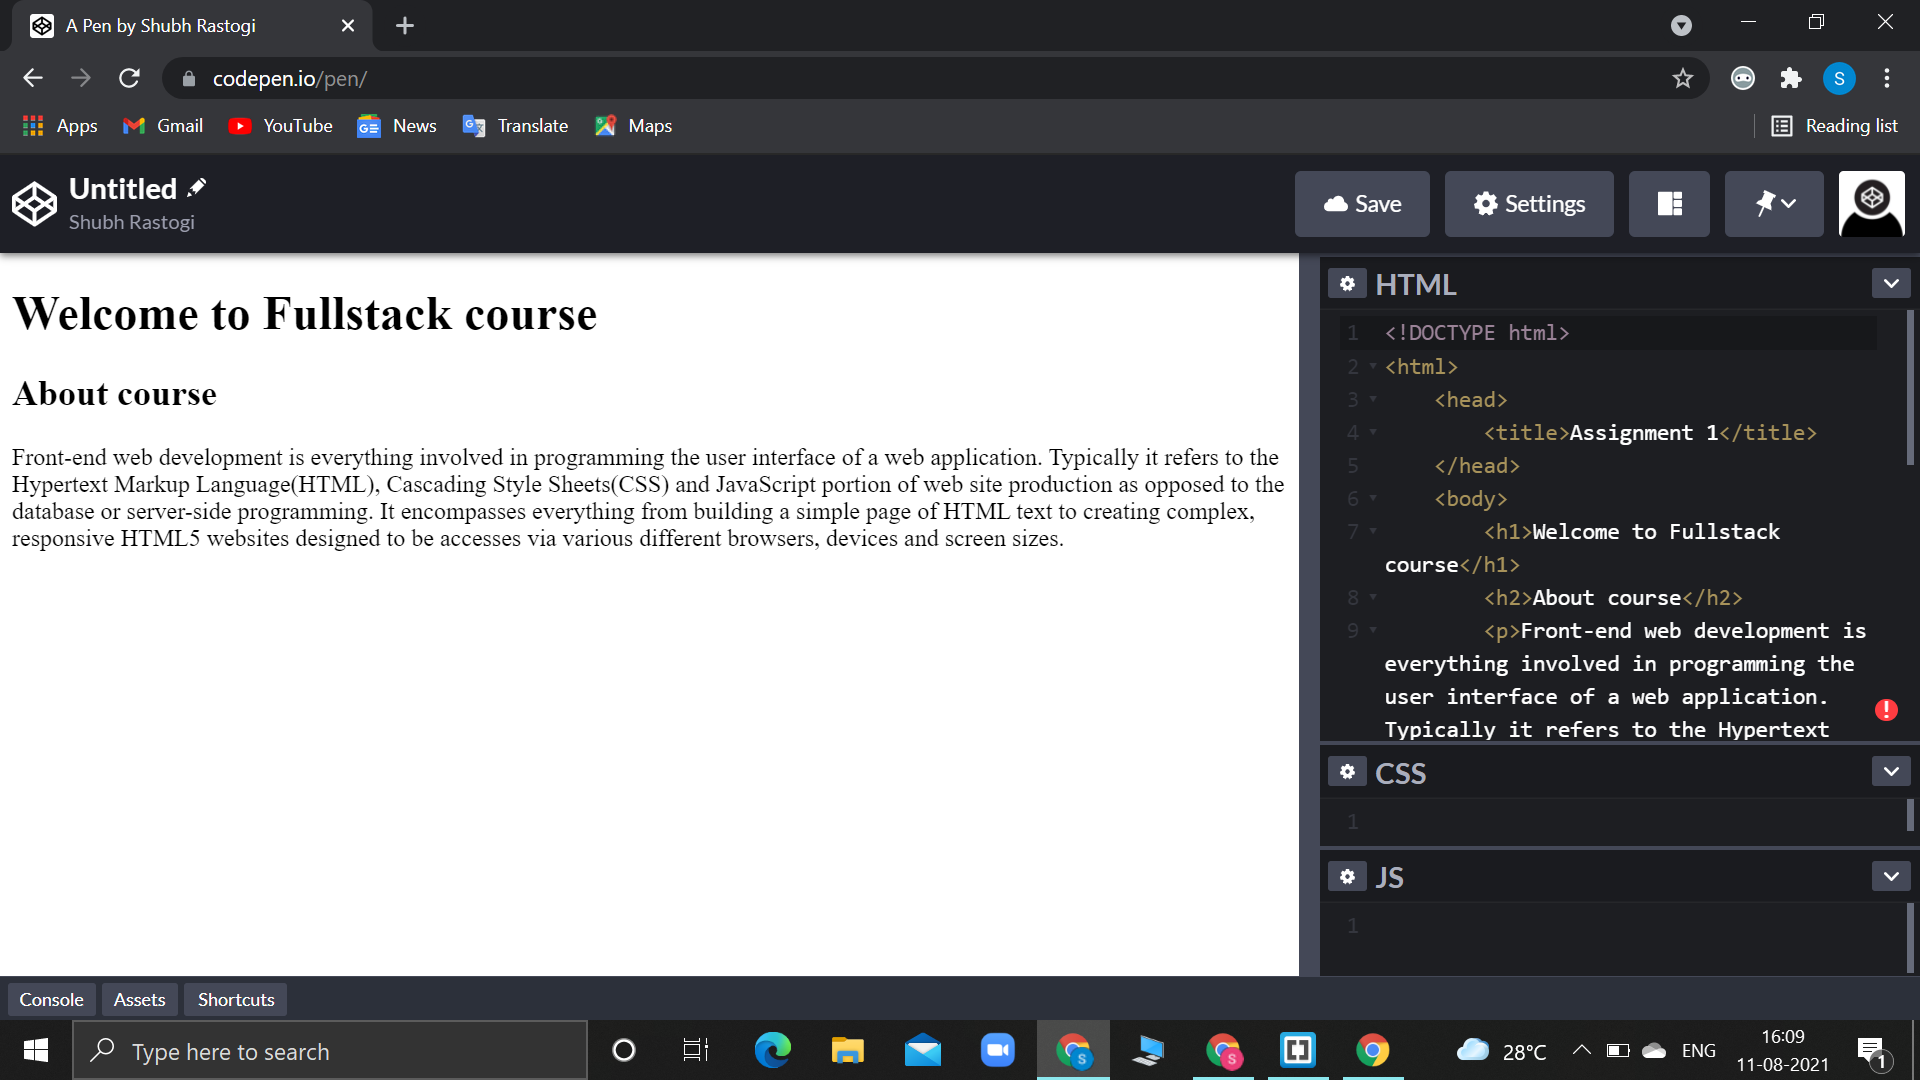 A Pen by Shubh Rastogi
codepen.io/pen/
Apps Gmail YouTube News Translate Maps Reading list
Untitled
Shubh Rastogi
Save Settings
Welcome to Fullstack course
About course
Front-end web development is everything involved in programming the user interface of a web application. Typically it refers to the
Hypertext Markup Language(HTML), Cascading Style Sheets(CSS) and JavaScript portion of web site production as opposed to the
database or server-side programming. It encompasses everything from building a simple page of HTML text to creating complex,
responsive HTML5 websites designed to be accesses via various different browsers, devices and screen sizes.
HTML
1 <!DOCTYPE html>
2 <html>
3 <head>
4 <title>Assignment 1</title>
5 </head>
6 <body>
7 <h1>Welcome to Fullstack
course</h1>
8 <h2>About course</h2>
9 <p>Front-end web development is
everything involved in programming the
user interface of a web application.
Typically it refers to the Hypertext
CSS
1
JS
1
Console Assets Shortcuts
Type here to search
28°C ENG
16:09
11-08-2021
1